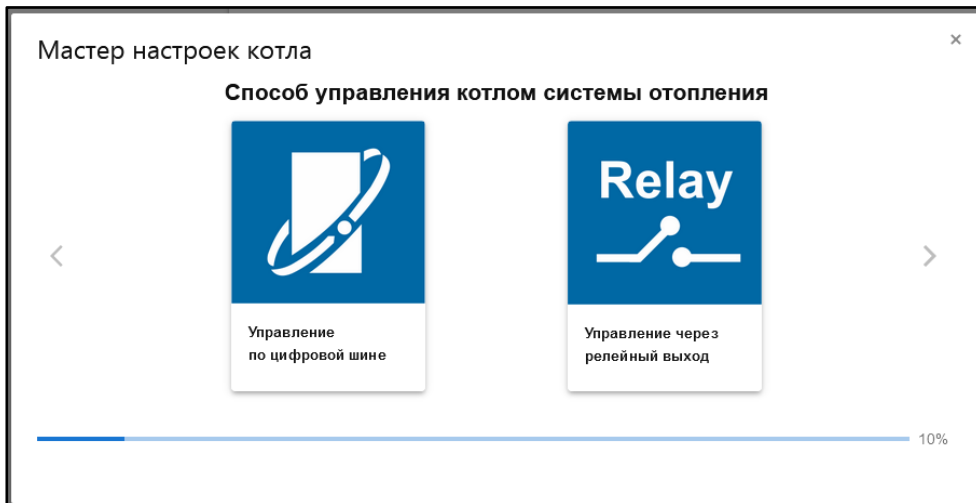 Мастер настроек котла
×
Способ управления котлом системы отопления
Relay
Управление
по цифровой шине
Управление через
релейный выход
10%